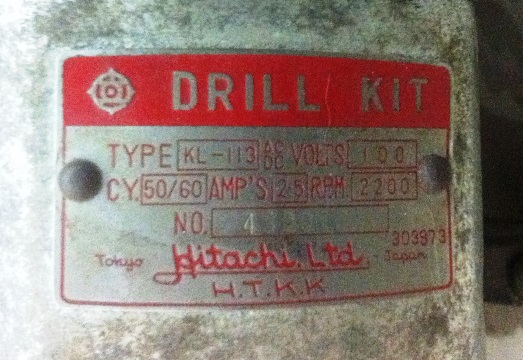 DRILL KIT
TYPE KL-113 AC DC VOLTS 100
CY. 50/60 AMP'S 2.5 RPM 2200
NO.
303973
Tokyo Hitachi, Ltd. Japan
H.T.K.K